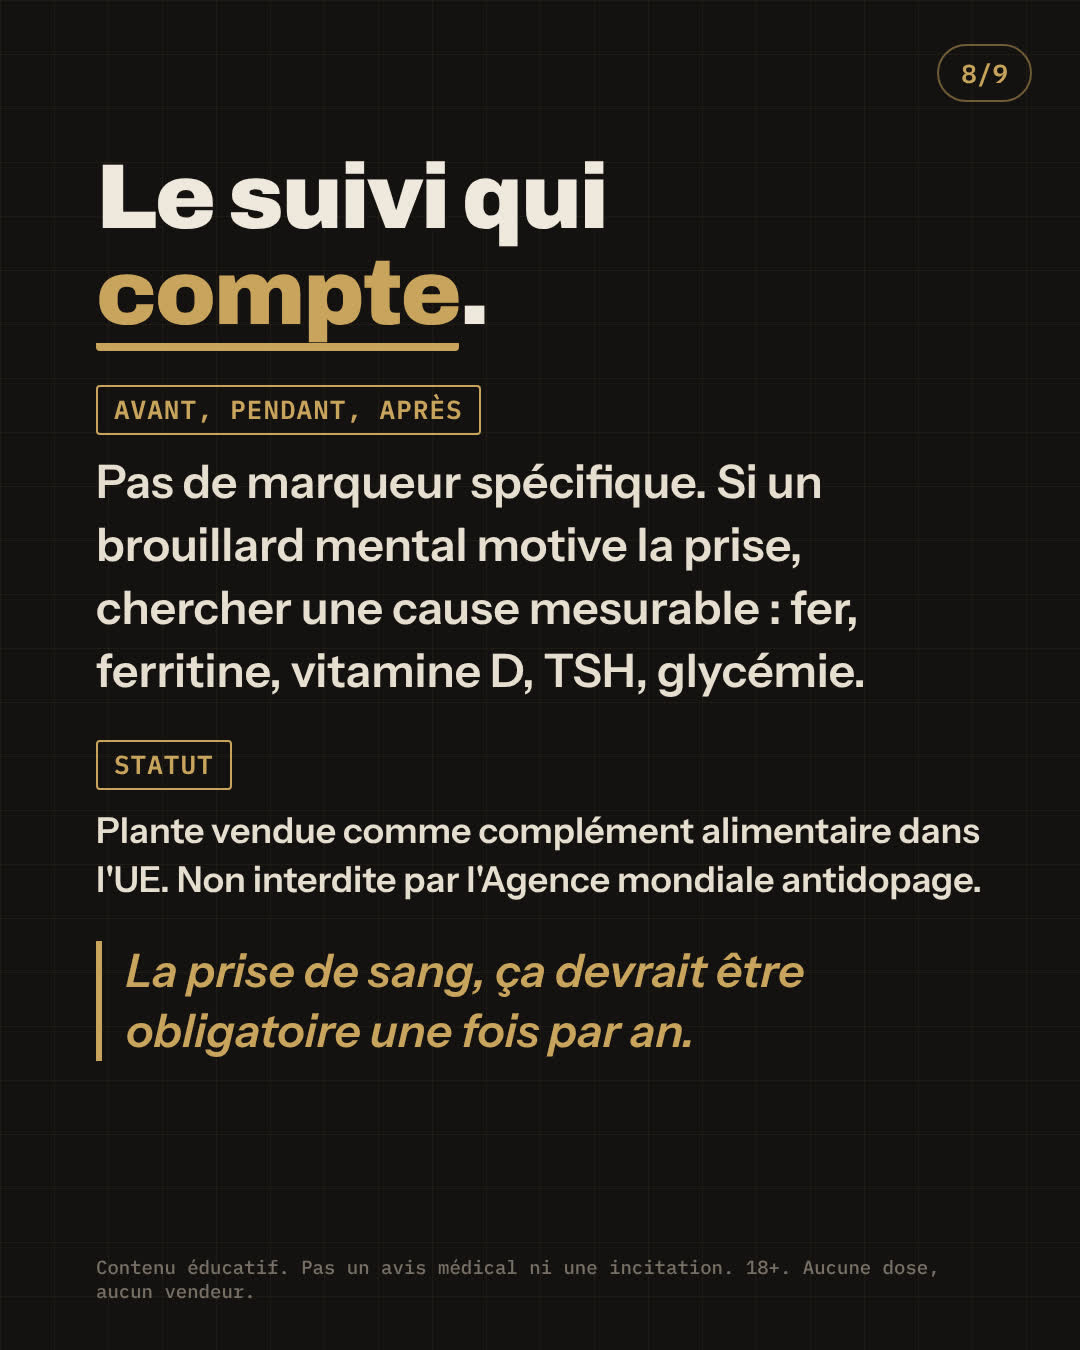 8/9
Le suivi qui
compte.
AVANT, PENDANT, APRÈS
Pas de marqueur spécifique. Si un
brouillard mental motive la prise,
chercher une cause mesurable : fer,
ferritine, vitamine D, TSH, glycémie.
STATUT
Plante vendue comme complément alimentaire dans
l'UE. Non interdite par l'Agence mondiale antidopage.
La prise de sang, ça devrait être
obligatoire une fois par an.
Contenu éducatif. Pas un avis médical ni une incitation. 18+. Aucune dose,
aucun vendeur.